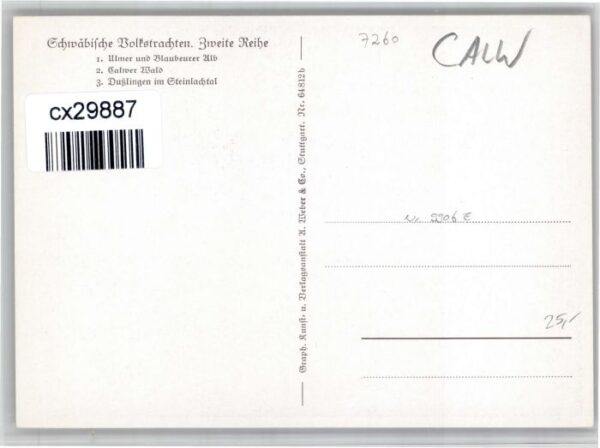 Schwäbische Volkstrachten. Zweite Reihe
1. Ulmer und Blaubeurer Alb
2. Calwer Wald
3. Dußlingen im Steinlachtal
cx29887
Graph. Kunst- u. Verlagsanstalt A. Weber & Co., Stuttgart. Nr. 64812b
7260
CALW
25,-